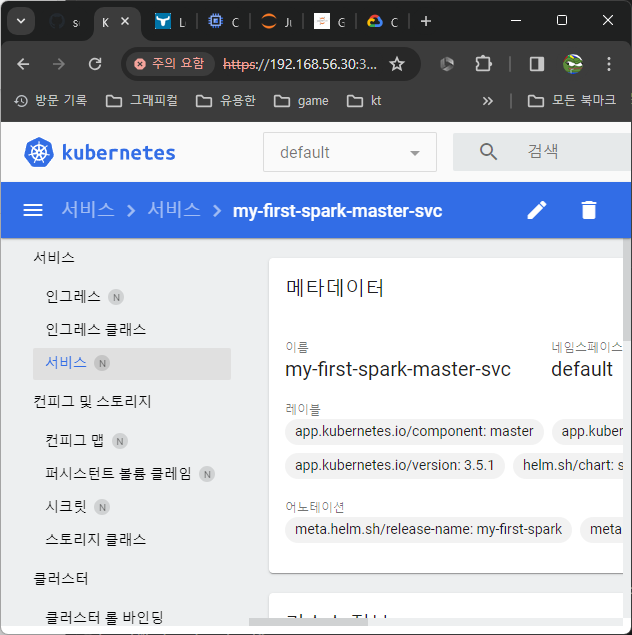 s
K
L
C
Ju
G
C
주의 요함
https://192.168.56.30:3...
방문 기록
그래피컬
유용한
game
kt
모든 북마크
kubernetes
default
검색
서비스 > 서비스 > my-first-spark-master-svc
서비스
인그레스 N
인그레스 클래스
서비스 N
컨피그 및 스토리지
컨피그 맵 N
퍼시스턴트 볼륨 클레임 N
시크릿 N
스토리지 클래스
클러스터
클러스터 롤 바인딩
메타데이터
이름
my-first-spark-master-svc
네임스페이스
default
레이블
app.kubernetes.io/component: master
app.kuber
app.kubernetes.io/version: 3.5.1
helm.sh/chart: s
어노테이션
meta.helm.sh/release-name: my-first-spark
meta